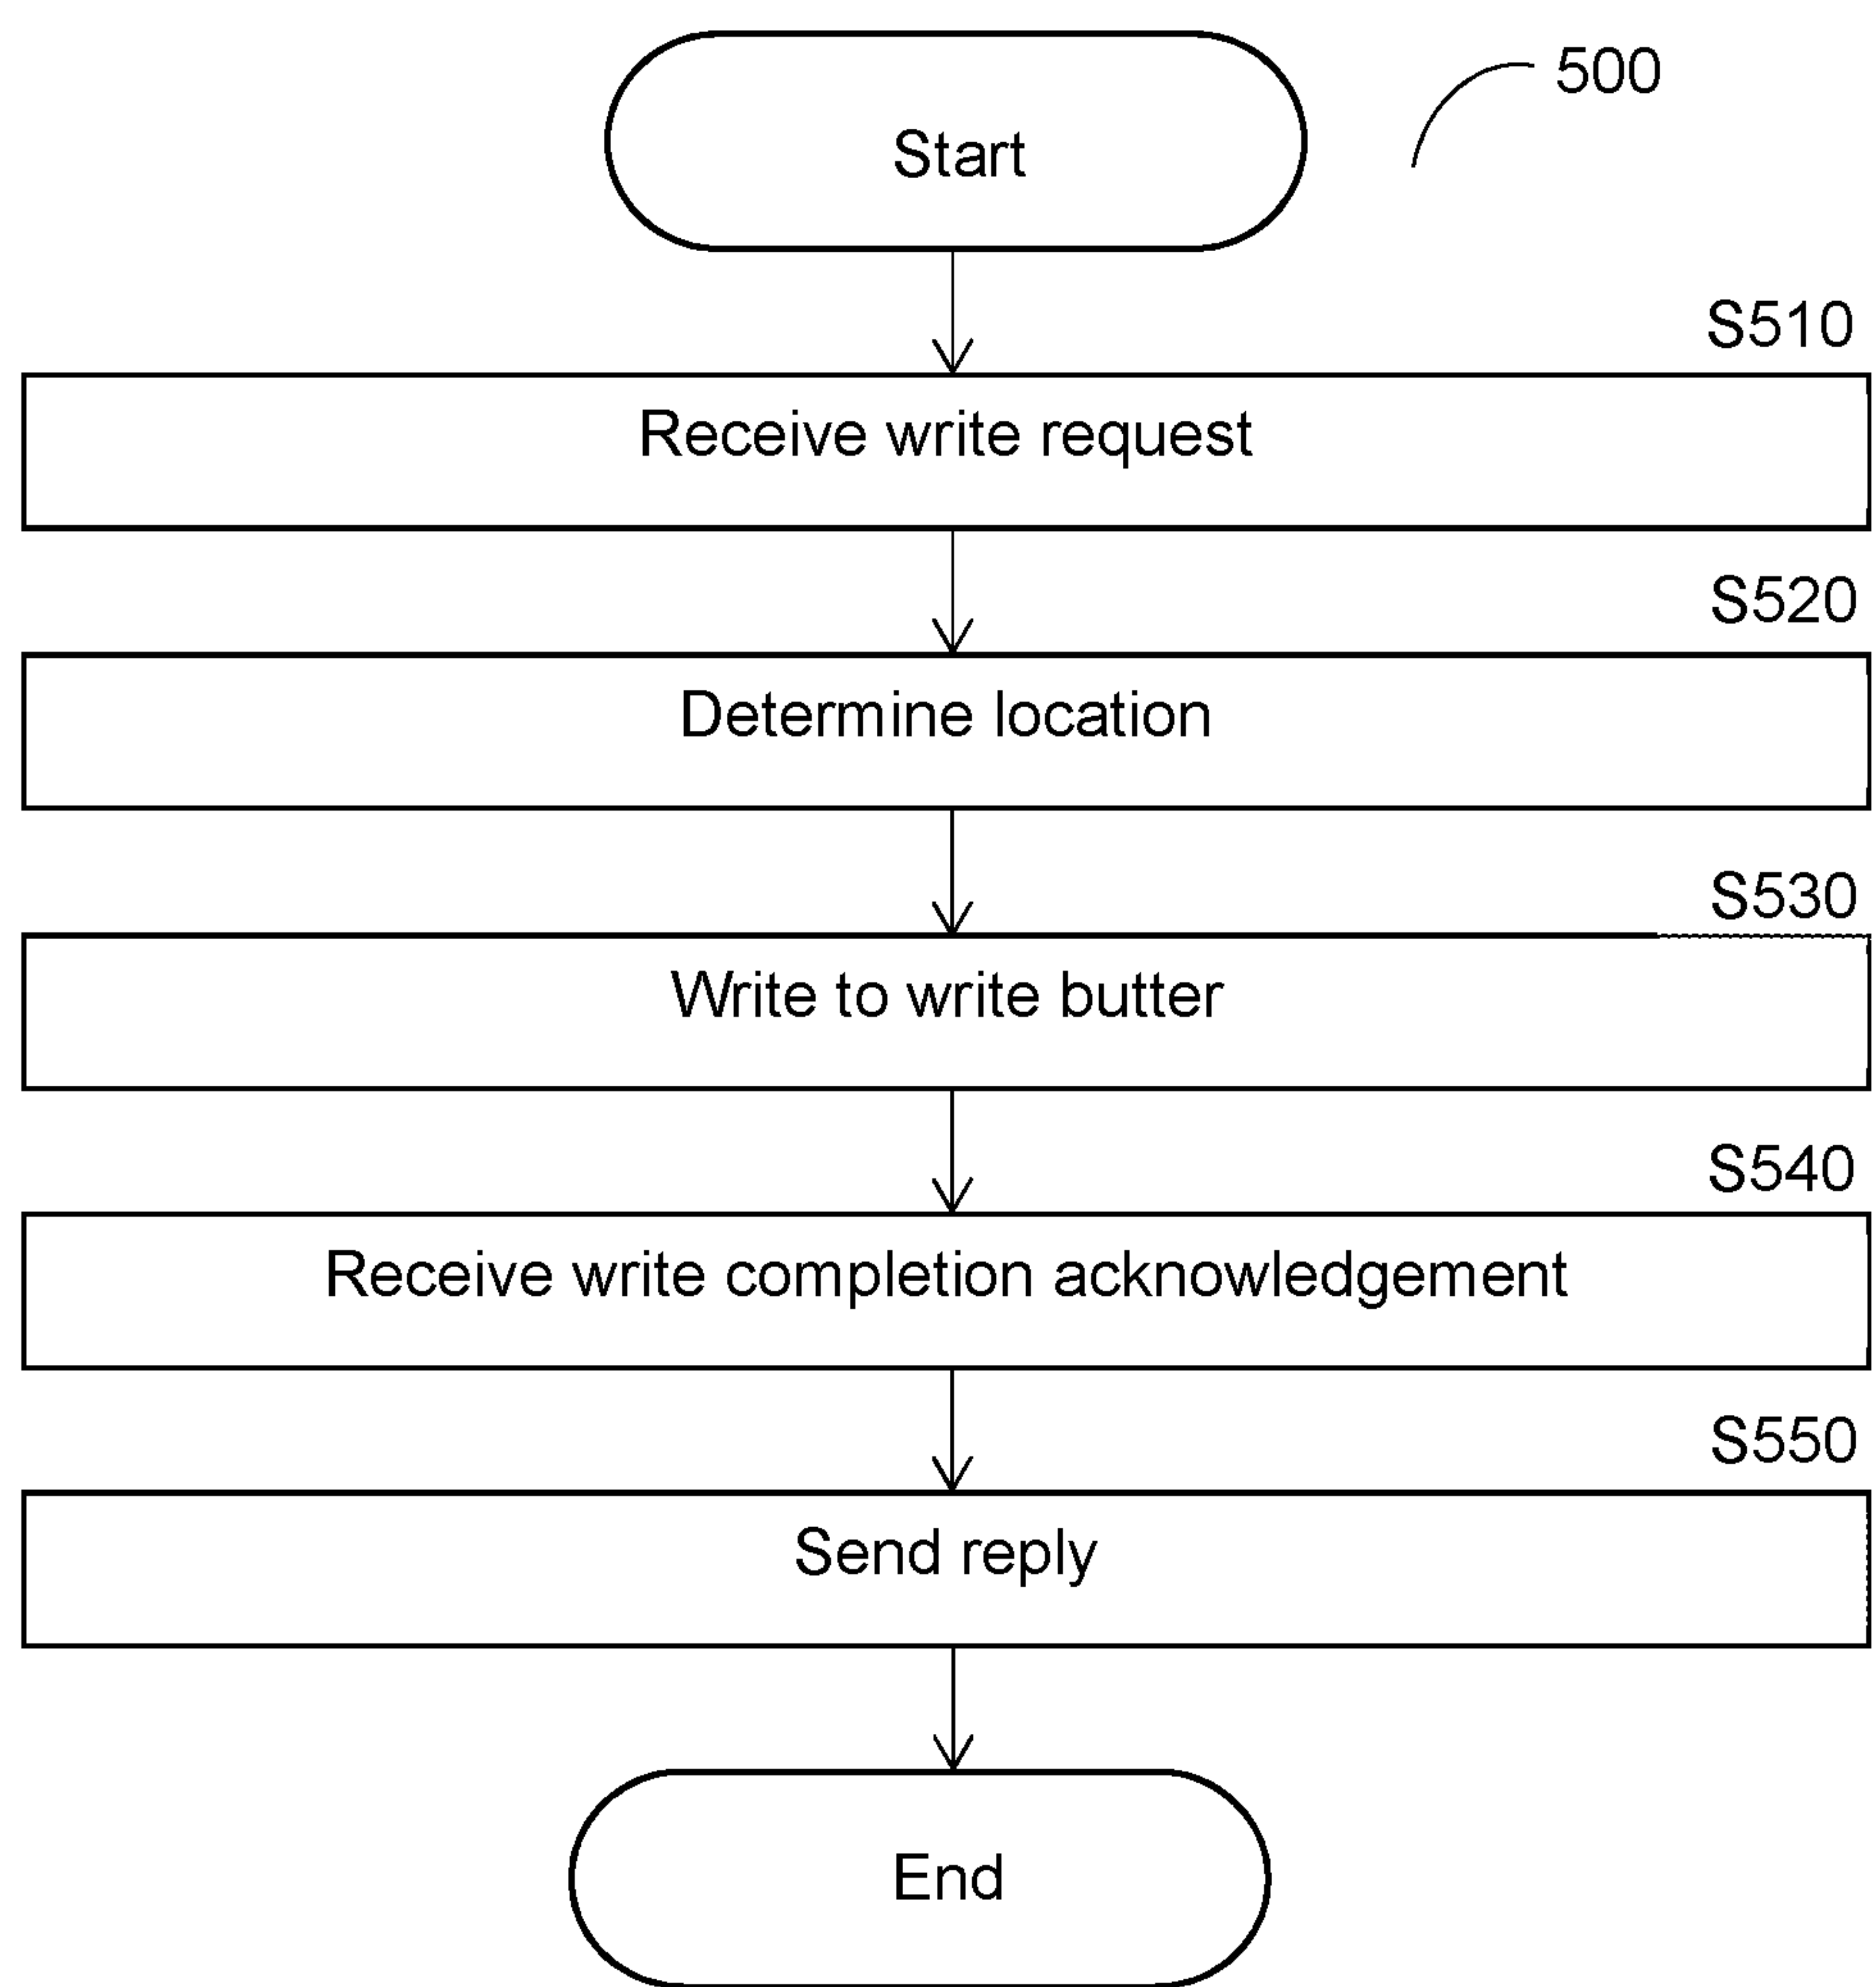 Start
500
S510
Receive write request
S520
Determine location
S530
Write to write butter
S540
Receive write completion acknowledgement
S550
Send reply
End